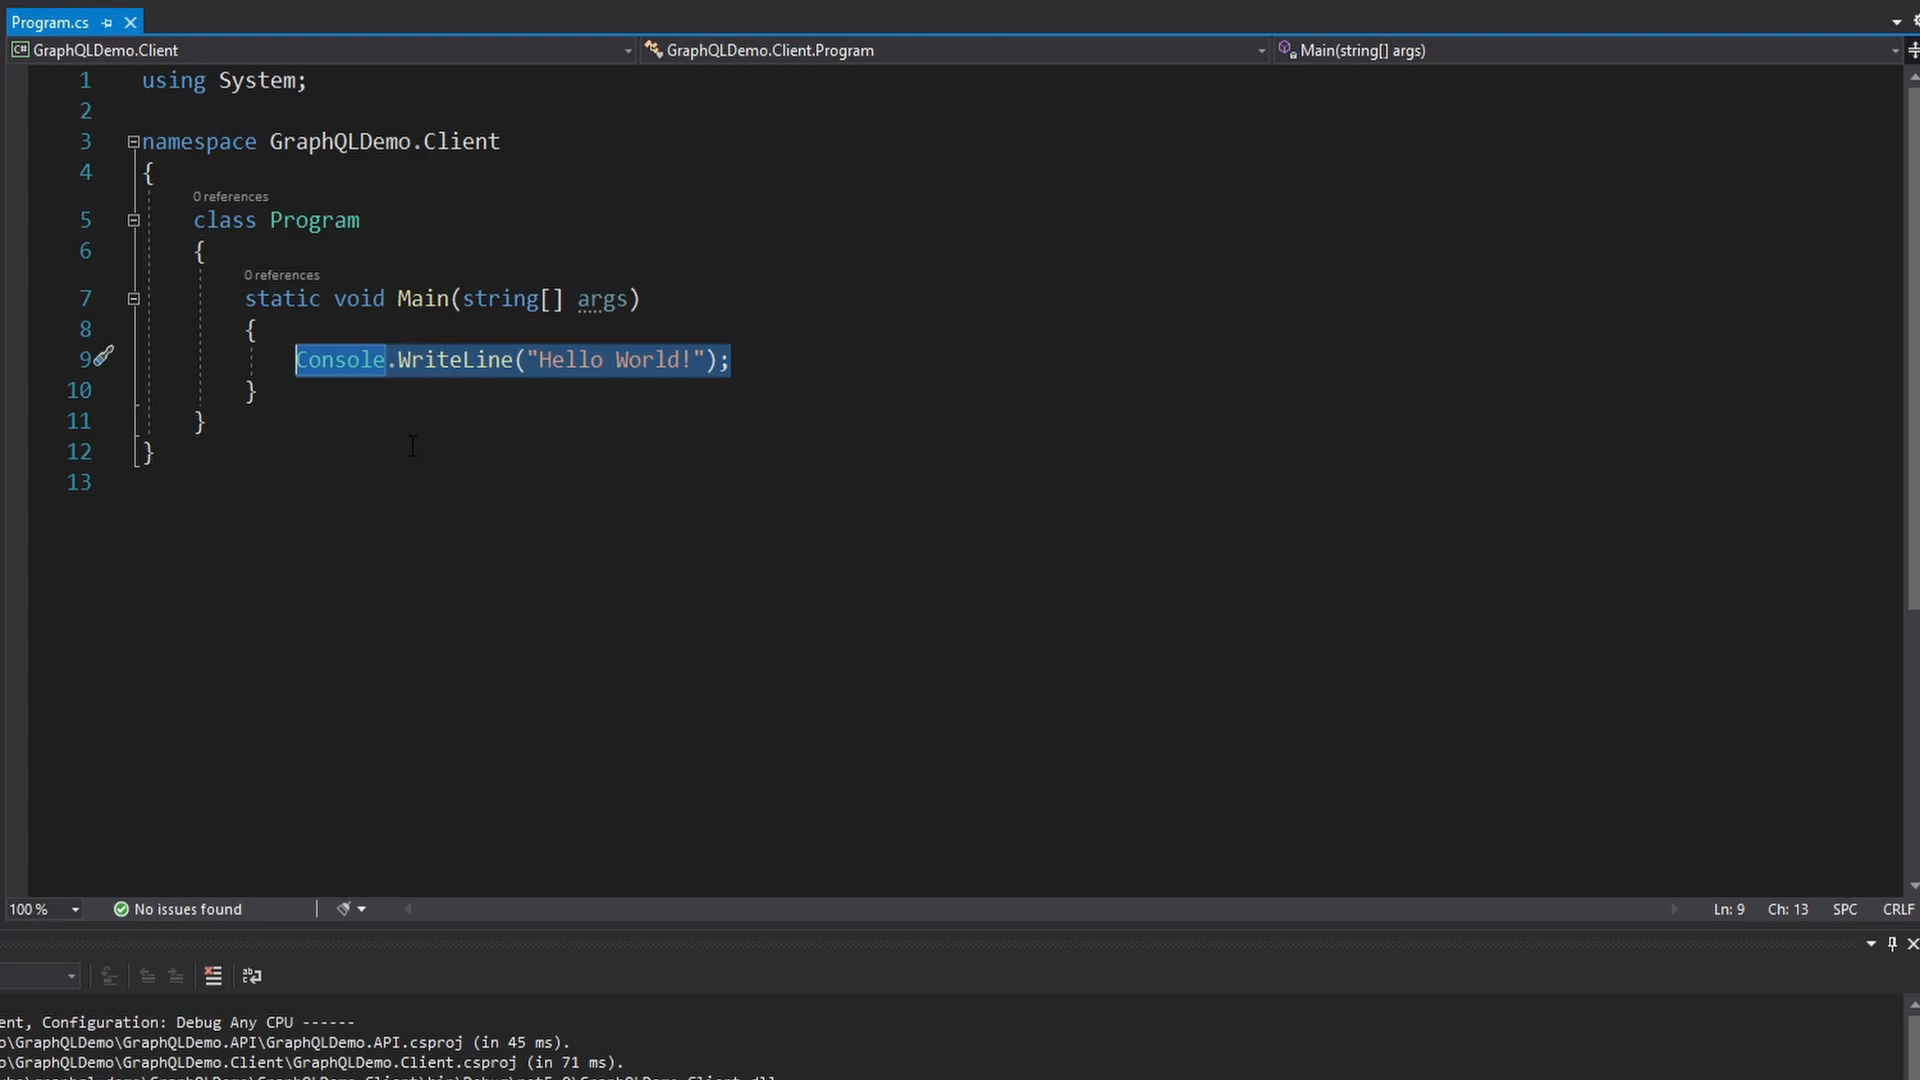 Program.cs
GraphQLDemo.Client GraphQLDemo.Client.Program Main(string[] args)
1 using System;
2
3 namespace GraphQLDemo.Client
4 {
0 references
5 class Program
6 {
0 references
7 static void Main(string[] args)
8 {
9 Console.WriteLine("Hello World!");
10 }
11 }
12 }
13
100 % No issues found Ln: 9 Ch: 13 SPC CRLF
ent, Configuration: Debug Any CPU ------
o\GraphQLDemo\GraphQLDemo.API\GraphQLDemo.API.csproj (in 45 ms).
o\GraphQLDemo\GraphQLDemo.Client\GraphQLDemo.Client.csproj (in 71 ms).